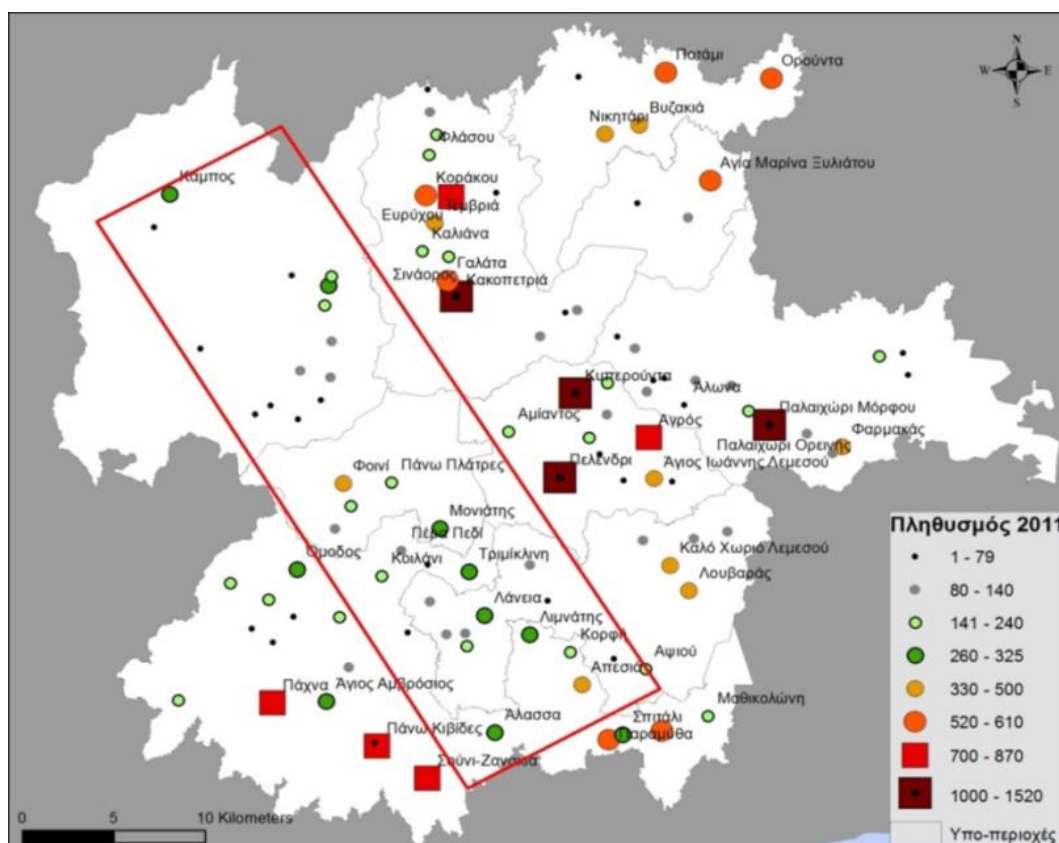 Ποτάμι
Ορούντα
N
W E
S
Βυζακιά
Νικητάρι
Φλάσου
Αγία Μαρίνα Ξυλιάτου
Κάμπος
Κοράκου
Τεμβριά
Ευρύχου
Καλιάνα
Γαλάτα
Σινάορος
Κακοπετριά
Κυπερούντα
Άλωνα
Αμίαντος
Αγρός
Παλαιχώρι Μόρφου
Φαρμακάς
Παλαιχώρι Ορεινής
Φοινί
Πάνω Πλάτρες
Πελένδρι
Άγιος Ιωάννης Λεμεσού
Μονιάτης
Πέρα Πεδί
Όμοδος
Κοιλάνι
Τριμίκλινη
Καλό Χωριό Λεμεσού
Λουβαράς
Λάνεια
Λιμνάτης
Κορφή
Απεσιά
Αψιού
Πάχνα
Άγιος Αμβρόσιος
Μαθικολώνη
Άλασσα
Σπιτάλι
Παραμύθα
Πάνω Κιβίδες
Σούνι-Ζανατζιά
Πληθυσμός 2011
1 - 79
80 - 140
141 - 240
260 - 325
330 - 500
520 - 610
700 - 870
1000 - 1520
Υπο-περιοχές
0 5 10 Kilometers